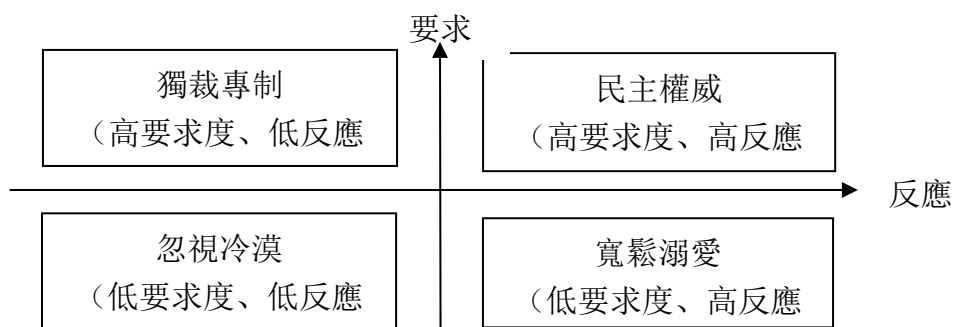 要求
獨裁專制
（高要求度、低反應
民主權威
（高要求度、高反應
反應
忽視冷漠
（低要求度、低反應
寬鬆溺愛
（低要求度、高反應